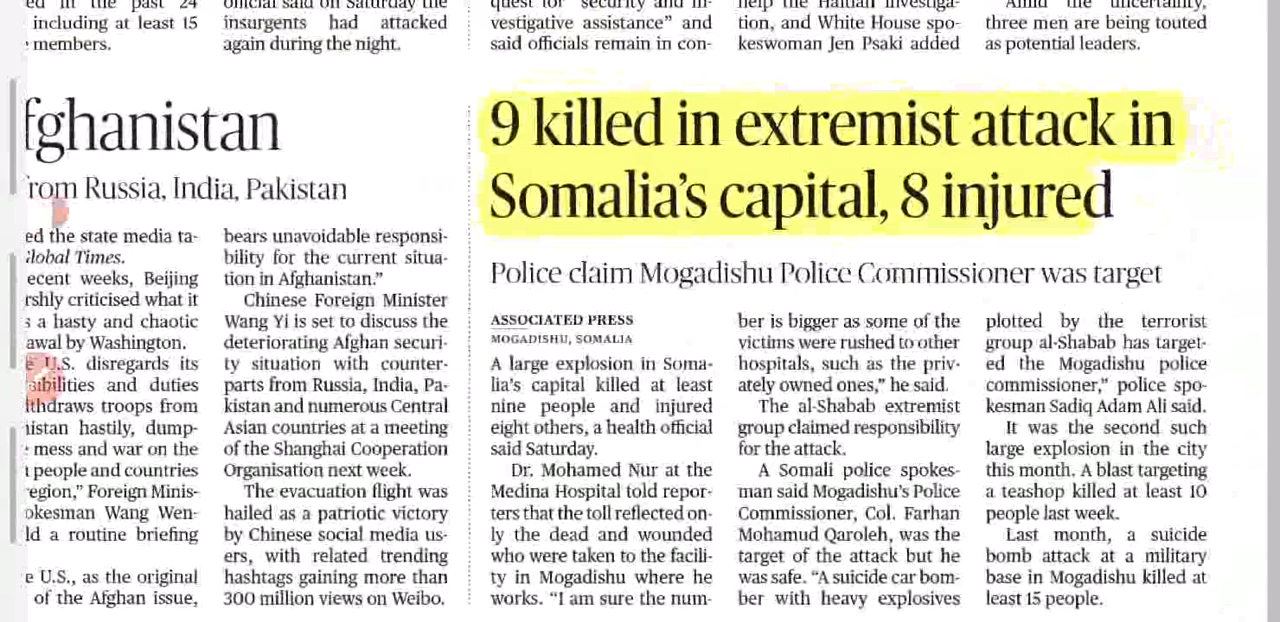 ed in the past 24
including at least 15
members.
official said on Saturday the
insurgents had attacked
again during the night.
quest for "security and in-
vestigative assistance" and
said officials remain in con-
help the Haitian investiga-
tion, and White House spo-
keswoman Jen Psaki added
Amid the uncertainty,
three men are being touted
as potential leaders.
fghanistan
rom Russia, India, Pakistan
ed the state media ta-
Global Times.
ecent weeks, Beijing
rshly criticised what it
s a hasty and chaotic
awal by Washington.
e U.S. disregards its
sibilities and duties
ithdraws troops from
nistan hastily, dump-
mess and war on the
t people and countries
egion," Foreign Minis-
okesman Wang Wen-
ld a routine briefing
e U.S., as the original
of the Afghan issue,
bears unavoidable responsi-
bility for the current situa-
tion in Afghanistan."
Chinese Foreign Minister
Wang Yi is set to discuss the
deteriorating Afghan securi-
ty situation with counter-
parts from Russia, India, Pa-
kistan and numerous Central
Asian countries at a meeting
of the Shanghai Cooperation
Organisation next week.
The evacuation flight was
hailed as a patriotic victory
by Chinese social media us-
ers, with related trending
hashtags gaining more than
300 million views on Weibo.
9 killed in extremist attack in
Somalia's capital, 8 injured
Police claim Mogadishu Police Commissioner was target
ASSOCIATED PRESS
MOGADISHU, SOMALIA
A large explosion in Soma-
lia's capital killed at least
nine people and injured
eight others, a health official
said Saturday.
Dr. Mohamed Nur at the
Medina Hospital told repor-
ters that the toll reflected on-
ly the dead and wounded
who were taken to the facili-
ty in Mogadishu where he
works. "I am sure the num-
ber is bigger as some of the
victims were rushed to other
hospitals, such as the priv-
ately owned ones," he said.
The al-Shabab extremist
group claimed responsibility
for the attack.
A Somali police spokes-
man said Mogadishu's Police
Commissioner, Col. Farhan
Mohamud Qaroleh, was the
target of the attack but he
was safe. "A suicide car bom-
ber with heavy explosives
plotted by the terrorist
group al-Shabab has target-
ed the Mogadishu police
commissioner," police spo-
kesman Sadiq Adam Ali said.
It was the second such
large explosion in the city
this month. A blast targeting
a teashop killed at least 10
people last week.
Last month, a suicide
bomb attack at a military
base in Mogadishu killed at
least 15 people.